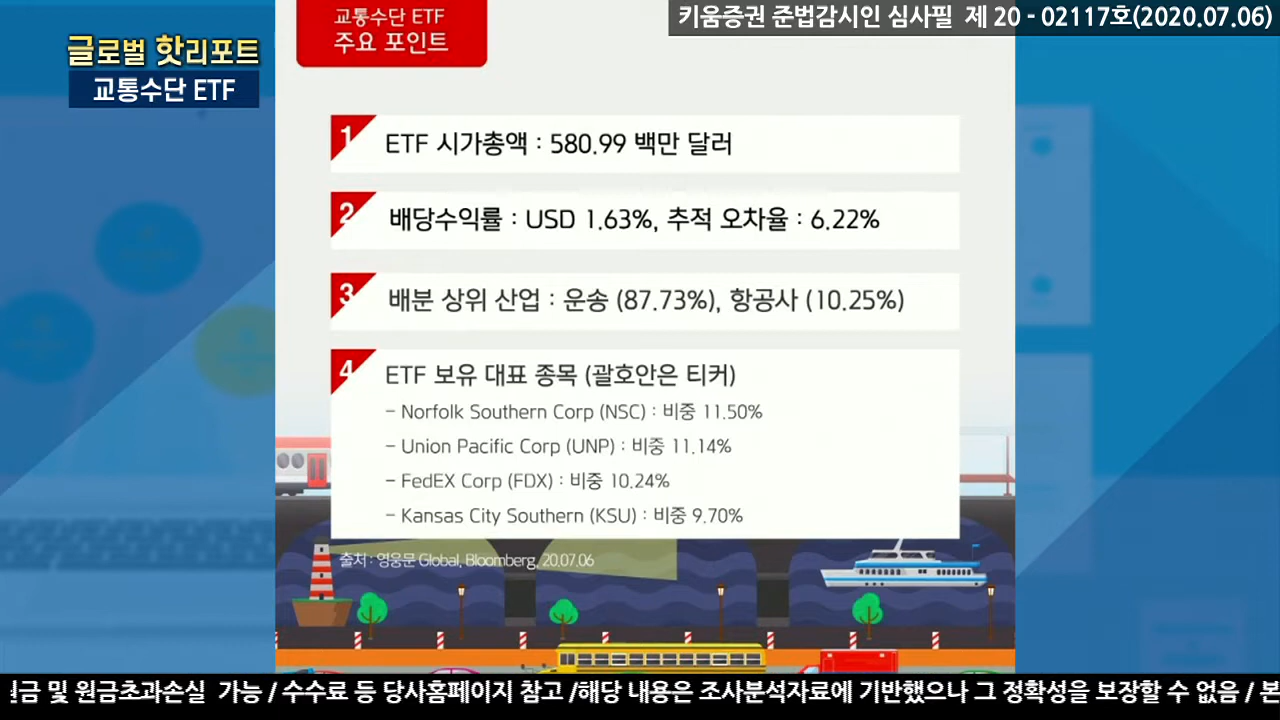 교통수단 ETF
주요 포인트
키움증권 준법감시인 심사필 제 20 - 02117호(2020.07.06)
글로벌 핫리포트
교통수단 ETF
1 ETF 시가총액 : 580.99 백만 달러
2 배당수익률 : USD 1.63%, 추적 오차율 : 6.22%
3 배분 상위 산업 : 운송 (87.73%), 항공사 (10.25%)
4 ETF 보유 대표 종목 (괄호안은 티커)
- Norfolk Southern Corp (NSC) : 비중 11.50%
- Union Pacific Corp (UNP) : 비중 11.14%
- FedEX Corp (FDX) : 비중 10.24%
- Kansas City Southern (KSU) : 비중 9.70%
출처 : 영웅문 Global, Bloomberg, 20.07.06
및 원금초과손실 가능 / 수수료 등 당사홈페이지 참고 /해당 내용은 조사분석자료에 기반했으나 그 정확성을 보장할 수 없음 / 본